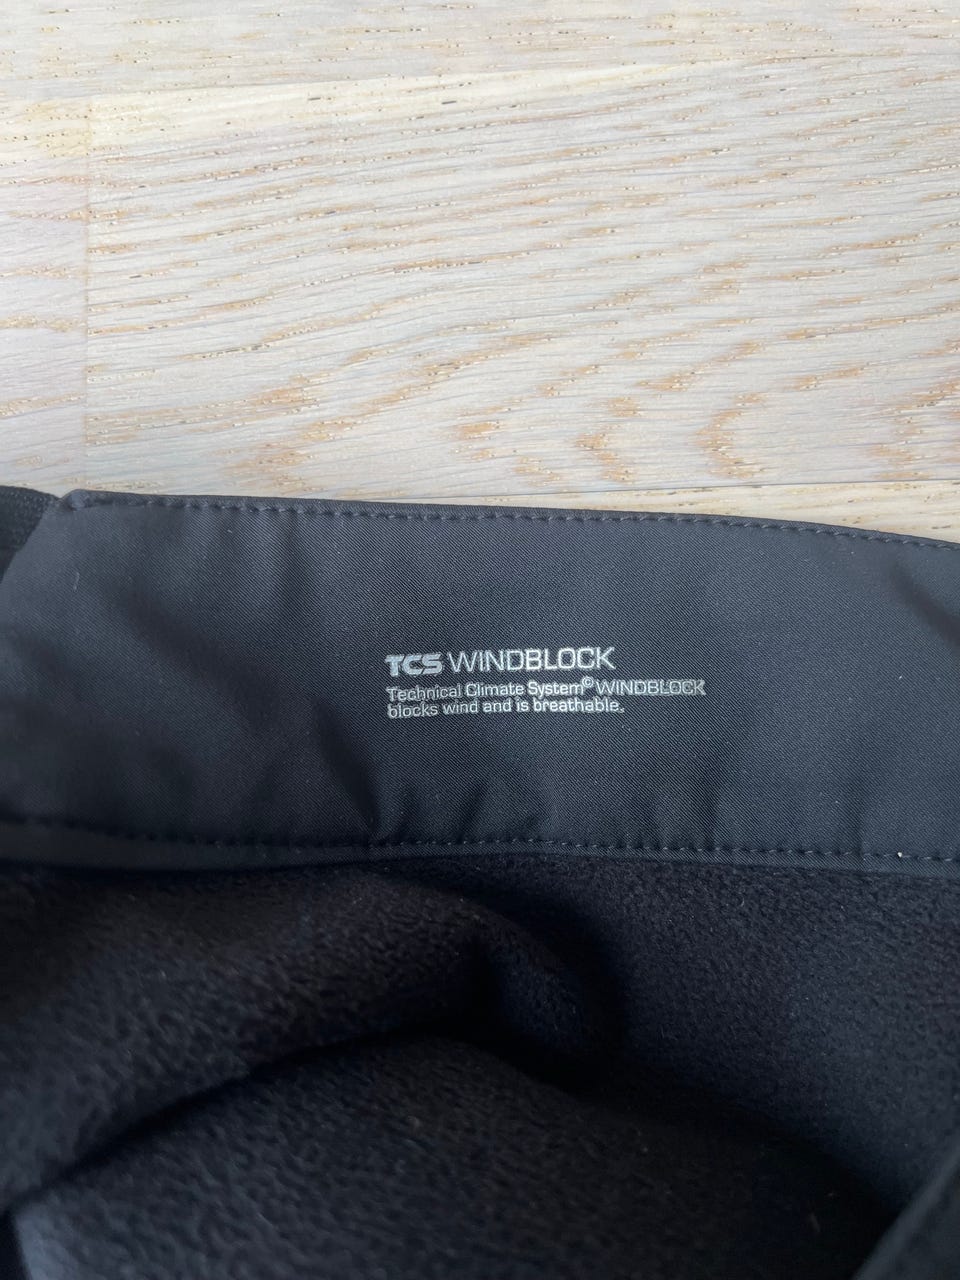 TCS WINDBLOCK
Technical Climate System© WINDBLOCK
blocks wind and is breathable.